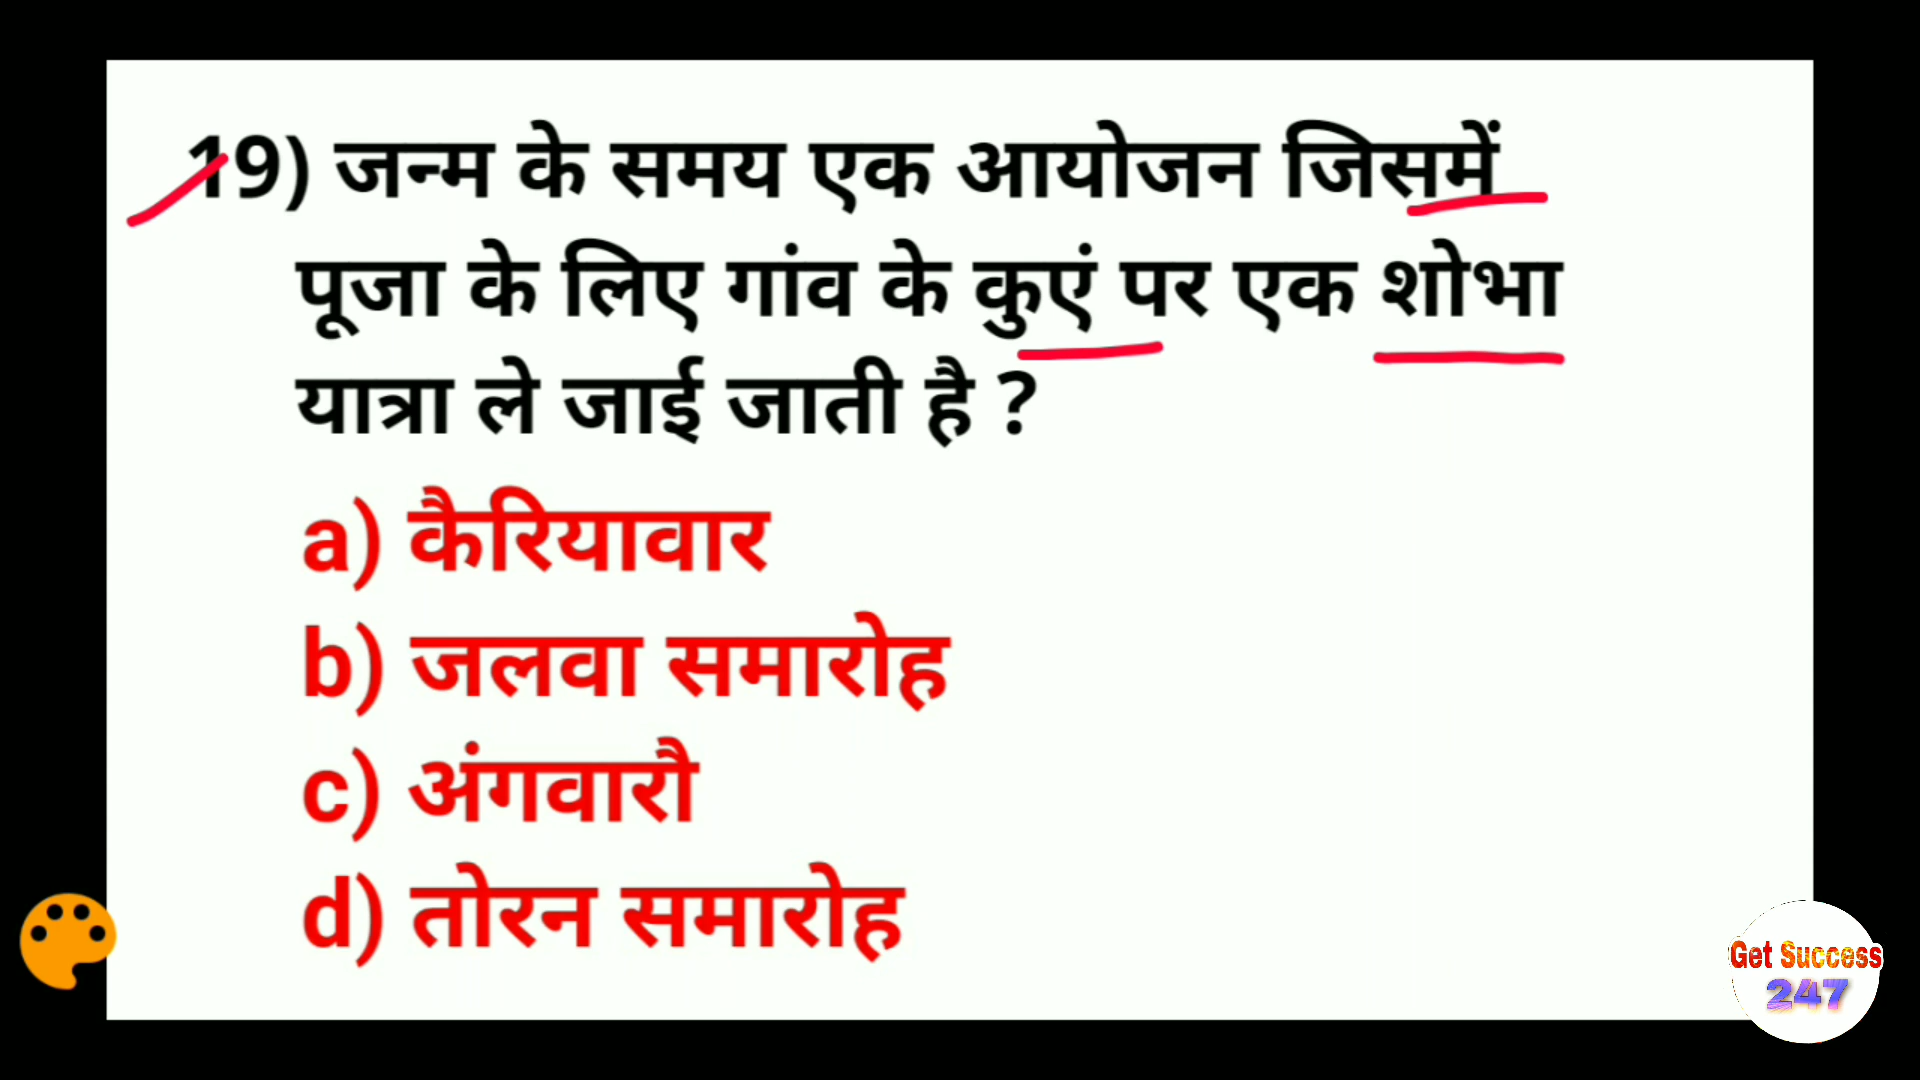 19) जन्म के समय एक आयोजन जिसमें
पूजा के लिए गांव के कुएं पर एक शोभा
यात्रा ले जाई जाती है ?
a) कैरियावार
b) जलवा समारोह
c) अंगवारौ
d) तोरन समारोह
Get Success
247